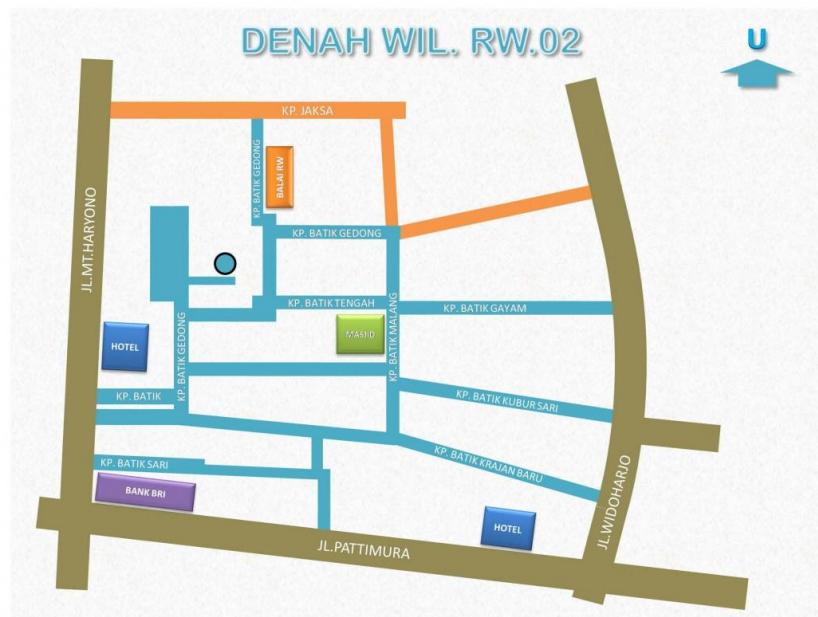 DENAH WIL. RW.02
U
KP. JAKSA
KP. BATIK GEDONG
BALAI RW
JL.MT.HARYONO
KP. BATIK GEDONG
KP. BATIK TENGAH
KP. BATIK MALANG
KP. BATIK GAYAM
MASJID
HOTEL
KP. BATIK GEDONG
KP. BATIK
KP. BATIK KUBUR SARI
KP. BATIK SARI
KP. BATIK KRAJAN BARU
BANK BRI
HOTEL
JL.WIDOHARJO
JL.PATTIMURA